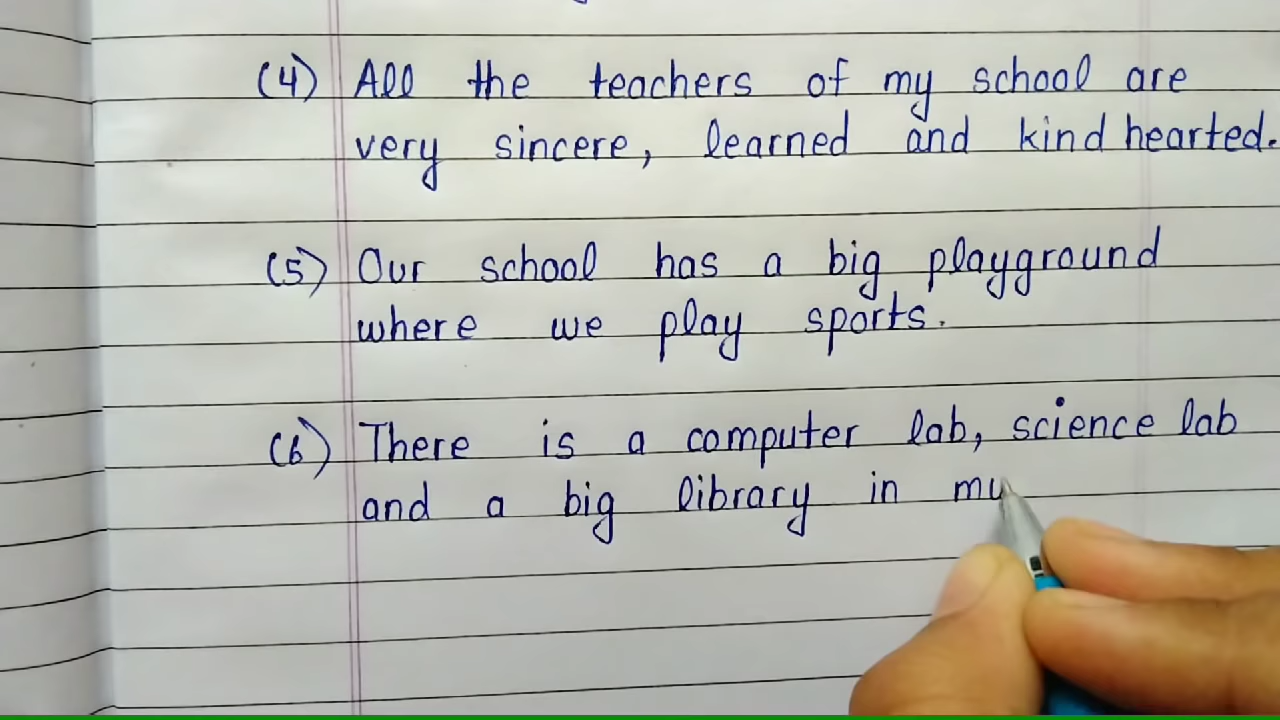 (4) All the teachers of my school are
very sincere, learned and kind hearted.
(5) Our school has a big playground
where we play sports.
(6) There is a computer lab, science lab
and a big library in my